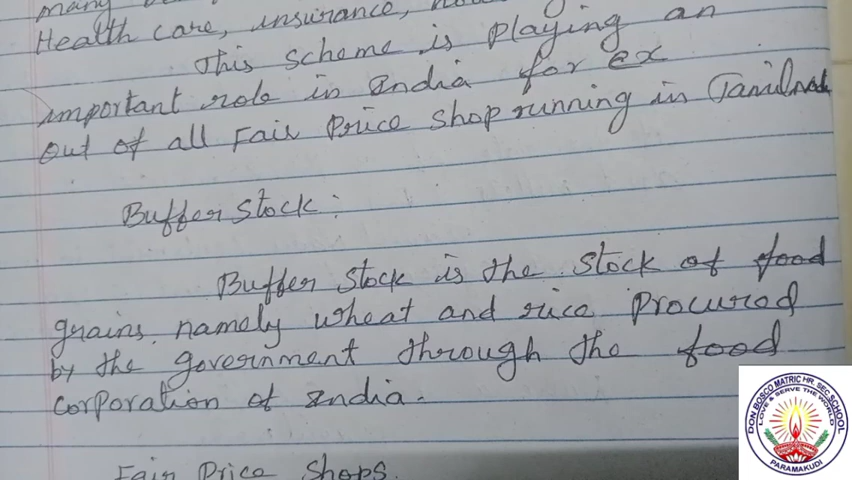 many
Health care, insurance,
This scheme is playing an
important role in India for ex
out of all Fair Price shop running in Tamilnad
Buffer stock:
Buffer stock is the stock of food
grains, namely wheat and rice procured
by the government through the food
corporation of India.
Fair Price shops.
DON BOSCO MATRIC HR. SEC. SCHOOL
LOVE & SERVE THE WORLD
PARAMAKUDI